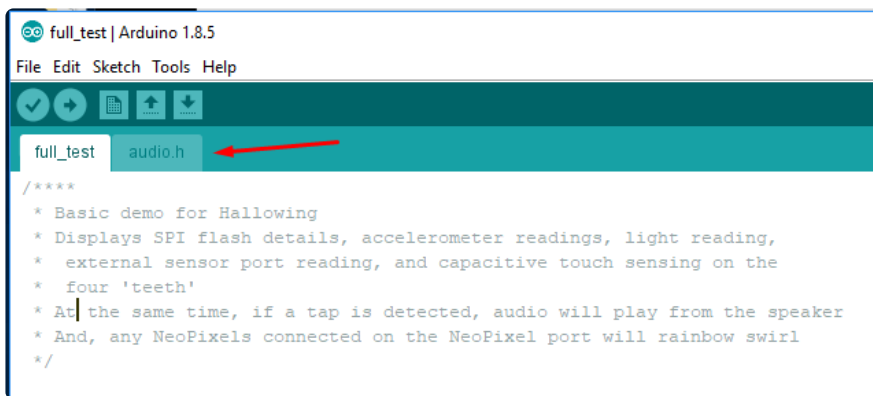 full_test | Arduino 1.8.5
File Edit Sketch Tools Help
full_test audio.h
/****
* Basic demo for Hallowing
* Displays SPI flash details, accelerometer readings, light reading,
*  external sensor port reading, and capacitive touch sensing on the
*  four 'teeth'
* At the same time, if a tap is detected, audio will play from the speaker
* And, any NeoPixels connected on the NeoPixel port will rainbow swirl
*/